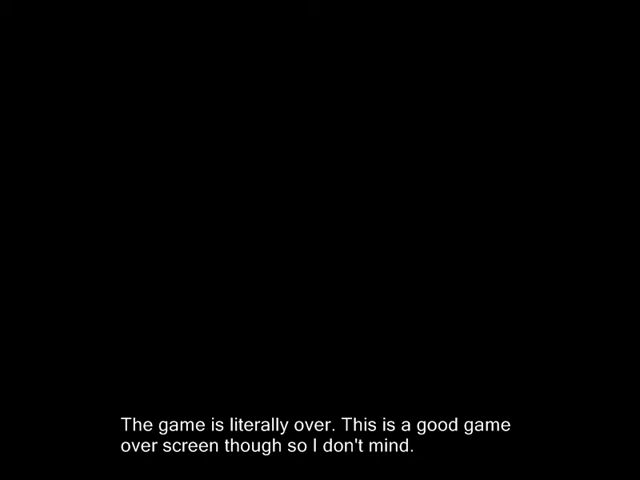 The game is literally over. This is a good game
over screen though so I don't mind.